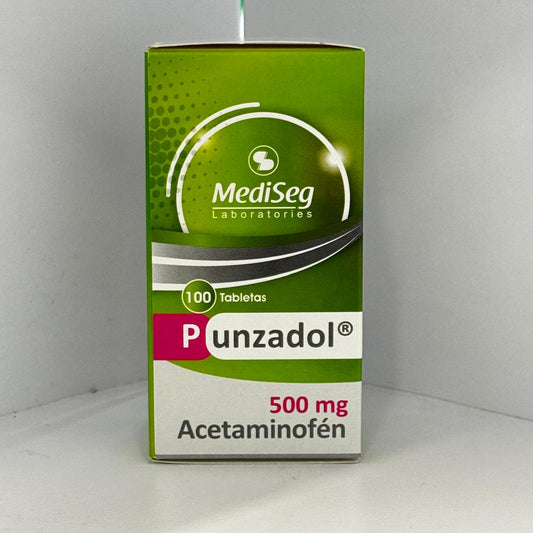 MediSeg
Laboratories
100 Tabletas
Punzadol®
500 mg
Acetaminofén